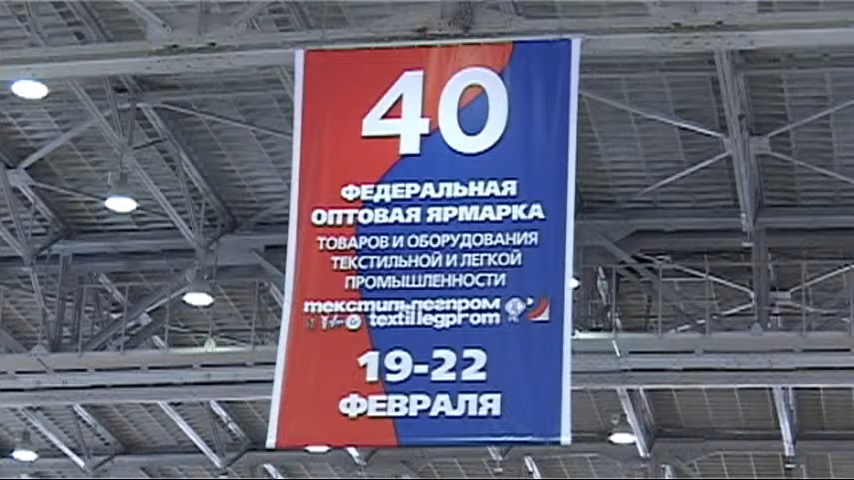 40
ФЕДЕРАЛЬНАЯ
ОПТОВАЯ ЯРМАРКА
ТОВАРОВ И ОБОРУДОВАНИЯ
ТЕКСТИЛЬНОЙ И ЛЕГКОЙ
ПРОМЫШЛЕННОСТИ
текстильлегпром
textillegprom
19-22
ФЕВРАЛЯ